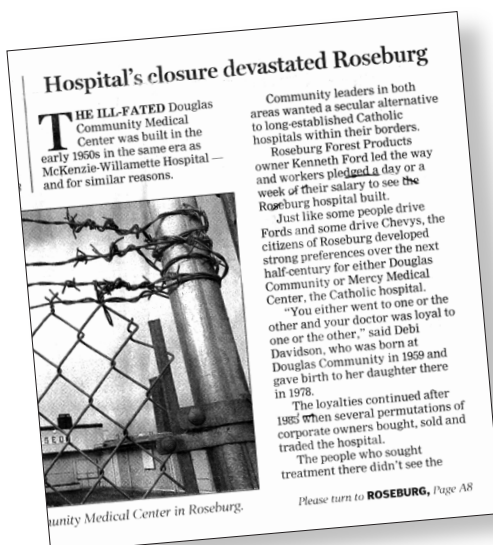 Hospital's closure devastated Roseburg
THE ILL-FATED Douglas
Community Medical
Center was built in the
early 1950s in the same era as
McKenzie-Willamette Hospital —
and for similar reasons.
SED
unity Medical Center in Roseburg.
Community leaders in both
areas wanted a secular alternative
to long-established Catholic
hospitals within their borders.
Roseburg Forest Products
owner Kenneth Ford led the way
and workers pledged a day or a
week of their salary to see the
Roseburg hospital built.
Just like some people drive
Fords and some drive Chevys, the
citizens of Roseburg developed
strong preferences over the next
half-century for either Douglas
Community or Mercy Medical
Center, the Catholic hospital.
"You either went to one or the
other and your doctor was loyal to
one or the other," said Debi
Davidson, who was born at
Douglas Community in 1959 and
gave birth to her daughter there
in 1978.
The loyalties continued after
1985 when several permutations of
corporate owners bought, sold and
traded the hospital.
The people who sought
treatment there didn't see the
Please turn to ROSEBURG, Page A8